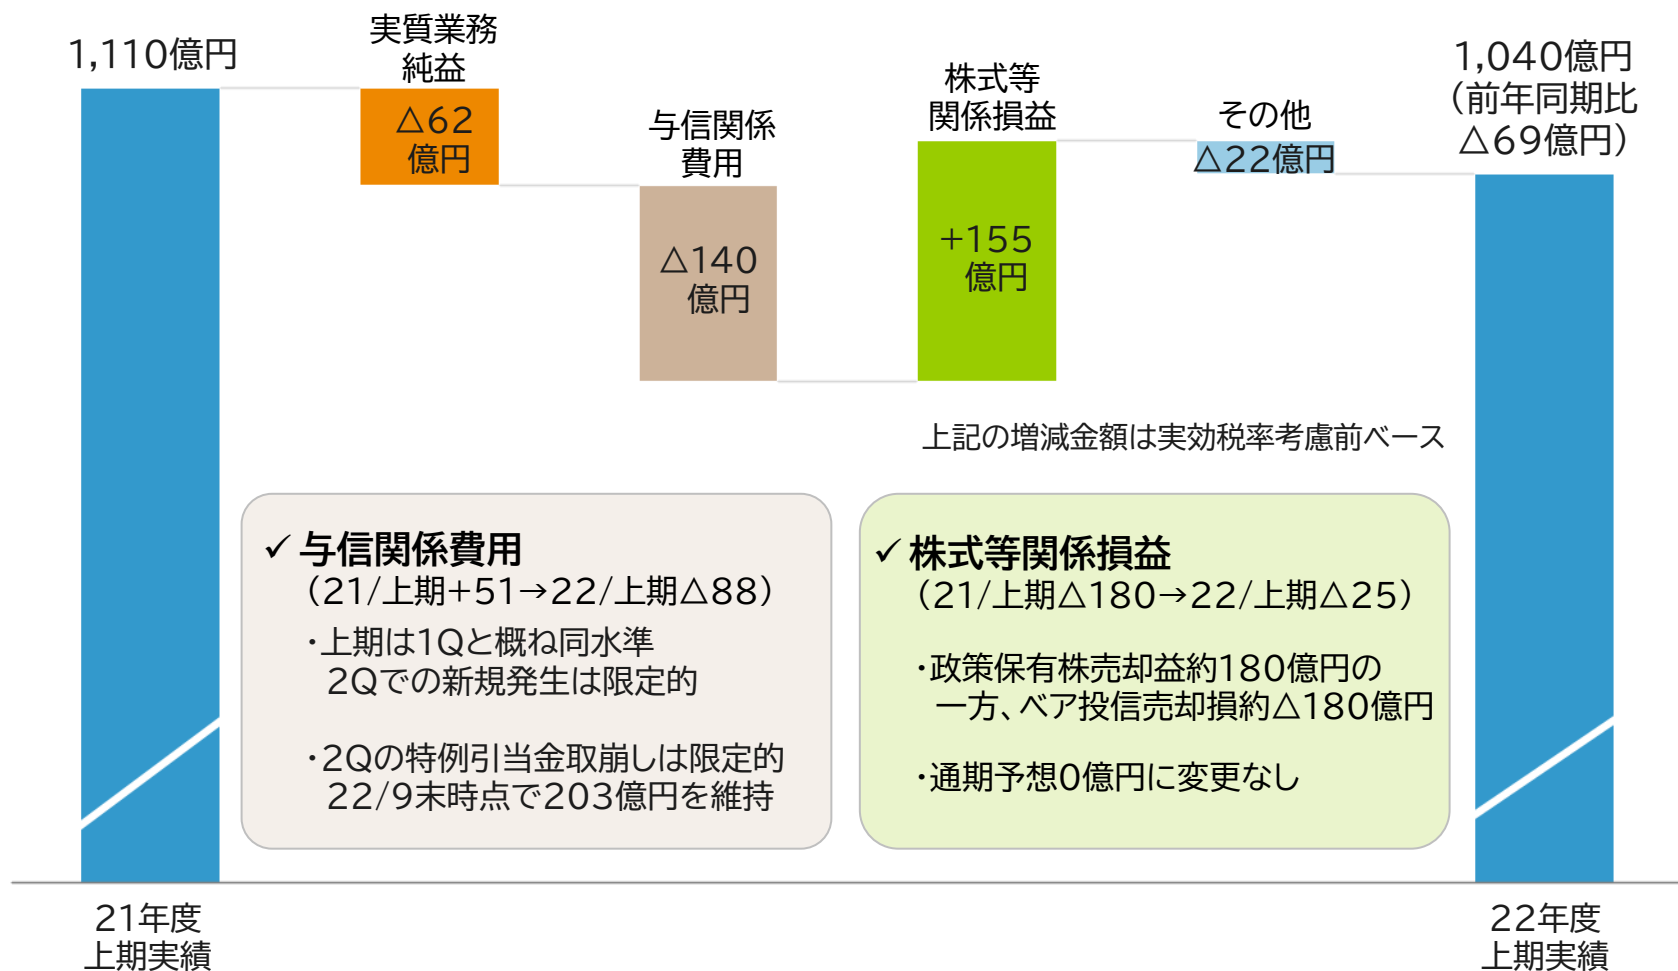 1,110億円
実質業務
純益
△62
億円
与信関係
費用
△140
億円
株式等
関係損益
+155
億円
その他
△22億円
1,040億円
（前年同期比
△69億円）
上記の増減金額は実効税率考慮前ベース
✓ 与信関係費用
（21/上期+51→22/上期△88）
・上期は1Qと概ね同水準
2Qでの新規発生は限定的
・2Qの特例引当金取崩しは限定的
22/9末時点で203億円を維持
✓ 株式等関係損益
（21/上期△180→22/上期△25）
・政策保有株売却益約180億円の
一方、ベア投信売却損約△180億円
・通期予想0億円に変更なし
21年度
上期実績
22年度
上期実績